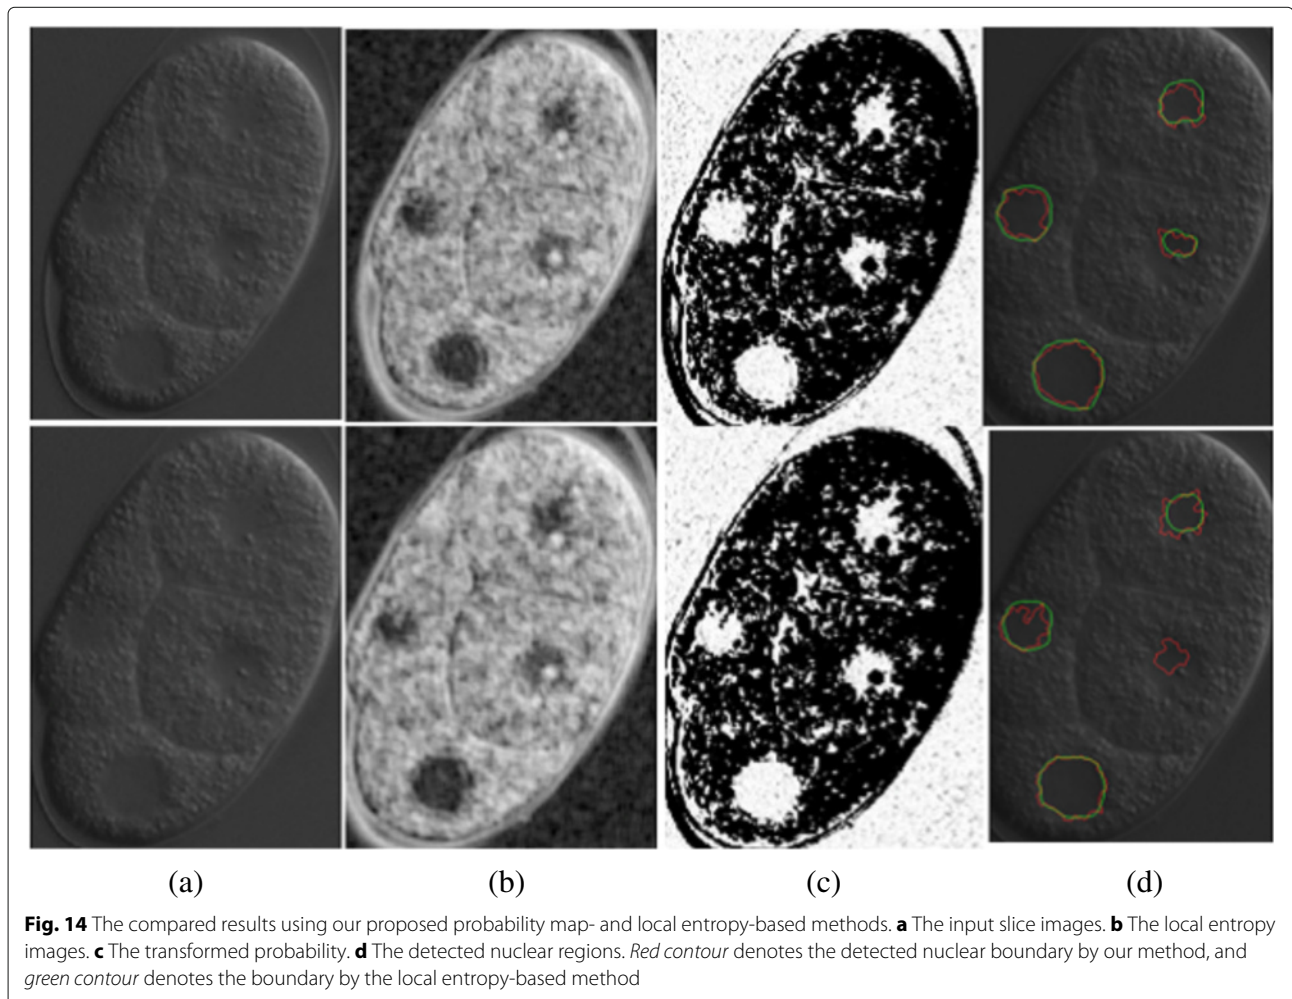 (a) (b) (c) (d)
Fig. 14 The compared results using our proposed probability map- and local entropy-based methods. a The input slice images. b The local entropy
images. c The transformed probability. d The detected nuclear regions. Red contour denotes the detected nuclear boundary by our method, and
green contour denotes the boundary by the local entropy-based method